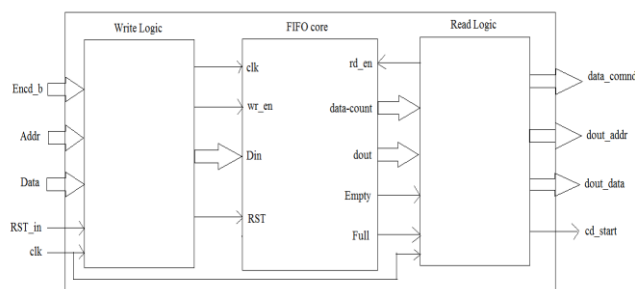 Write Logic
FIFO core
Read Logic
Encd_b
Addr
Data
RST_in
clk
clk
wr_en
Din
RST
rd_en
data-count
dout
Empty
Full
data_comnd
dout_addr
dout_data
cd_start